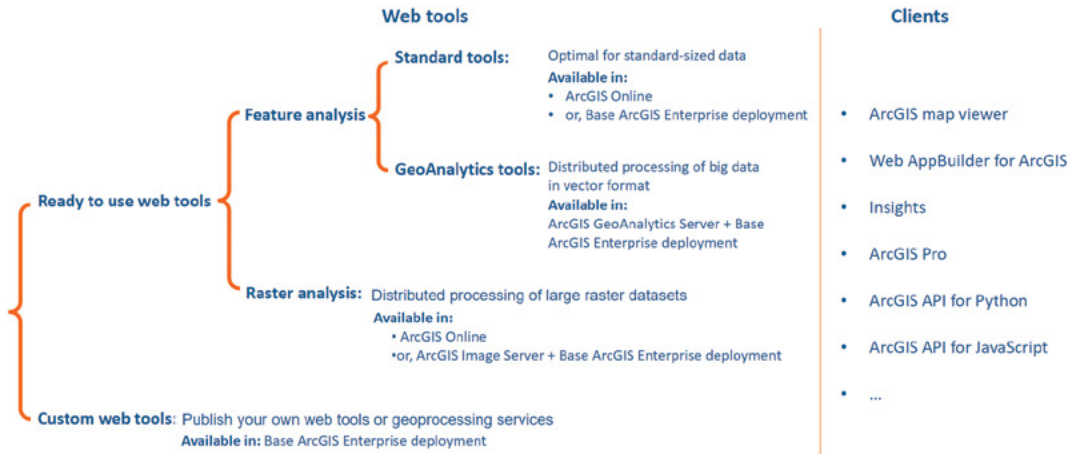 Web tools
Clients
Standard tools: Optimal for standard-sized data
Available in:
• ArcGIS Online
• or, Base ArcGIS Enterprise deployment
Feature analysis
GeoAnalytics tools: Distributed processing of big data
in vector format
Available in:
ArcGIS GeoAnalytics Server + Base
ArcGIS Enterprise deployment
Ready to use web tools
Raster analysis: Distributed processing of large raster datasets
Available in:
• ArcGIS Online
•or, ArcGIS Image Server + Base ArcGIS Enterprise deployment
Custom web tools: Publish your own web tools or geoprocessing services
Available in: Base ArcGIS Enterprise deployment
• ArcGIS map viewer
• Web AppBuilder for ArcGIS
• Insights
• ArcGIS Pro
• ArcGIS API for Python
• ArcGIS API for JavaScript
• ...